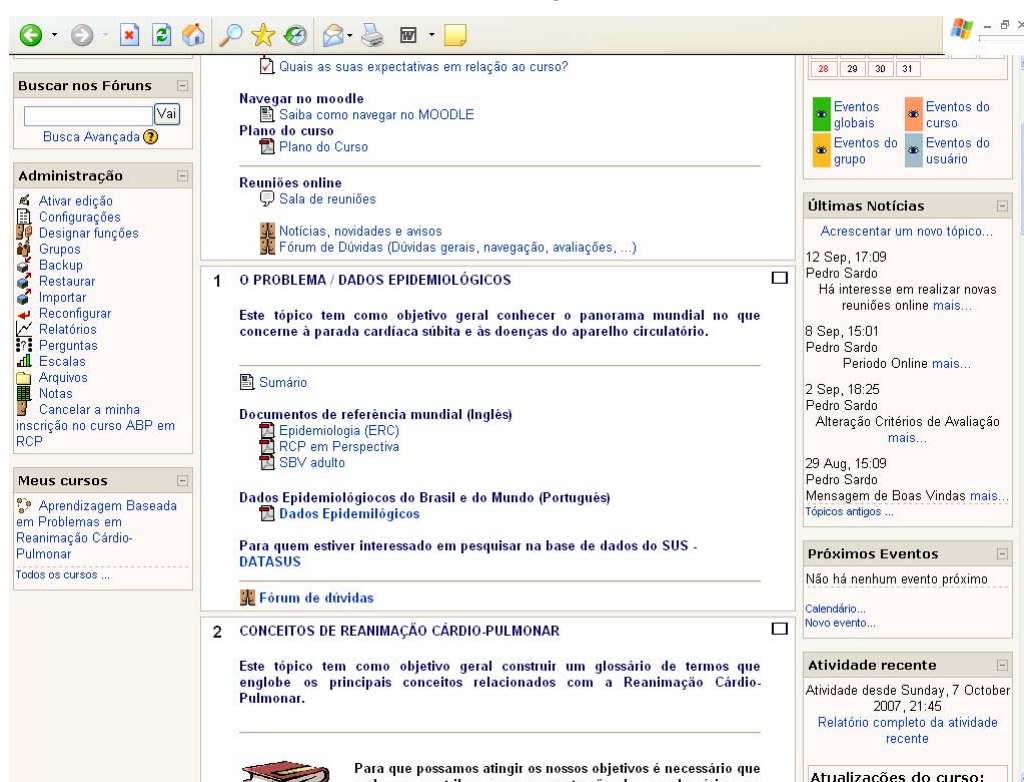 Buscar nos Fóruns
Vai
Busca Avançada
Administração
Ativar edição
Configurações
Designar funções
Grupos
Backup
Restaurar
Importar
Reconfigurar
Relatórios
Perguntas
Escalas
Arquivos
Notas
Cancelar a minha
inscrição no curso ABP em
RCP
Meus cursos
Aprendizagem Baseada
em Problemas em
Reanimação Cárdio-
Pulmonar
Todos os cursos ...
Quais as suas expectativas em relação ao curso?
Navegar no moodle
Saiba como navegar no MOODLE
Plano do curso
Plano do Curso
Reuniões online
Sala de reuniões
Notícias, novidades e avisos
Fórum de Dúvidas (Dúvidas gerais, navegação, avaliações, ...)
1 O PROBLEMA / DADOS EPIDEMIOLÓGICOS
Este tópico tem como objetivo geral conhecer o panorama mundial no que
concerne à parada cardíaca súbita e às doenças do aparelho circulatório.
Sumário
Documentos de referência mundial (Inglês)
Epidemiologia (ERC)
RCP em Perspectiva
SBV adulto
Dados Epidemiológiocos do Brasil e do Mundo (Português)
Dados Epidemilógicos
Para quem estiver interessado em pesquisar na base de dados do SUS -
DATASUS
Fórum de dúvidas
2 CONCEITOS DE REANIMAÇÃO CÁRDIO-PULMONAR
Este tópico tem como objetivo geral construir um glossário de termos que
englobe os principais conceitos relacionados com a Reanimação Cárdio-
Pulmonar.
Para que possamos atingir os nossos objetivos é necessário que
28 29 30 31
Eventos globais
Eventos do curso
Eventos do grupo
Eventos do usuário
Últimas Notícias
Acrescentar um novo tópico...
12 Sep, 17:09
Pedro Sardo
Há interesse em realizar novas
reuniões online mais...
8 Sep, 15:01
Pedro Sardo
Periodo Online mais...
2 Sep, 18:25
Pedro Sardo
Alteração Critérios de Avaliação
mais...
29 Aug, 15:09
Pedro Sardo
Mensagem de Boas Vindas mais...
Tópicos antigos ...
Próximos Eventos
Não há nenhum evento próximo
Calendário...
Novo evento...
Atividade recente
Atividade desde Sunday, 7 October
2007, 21:45
Relatório completo da atividade
recente
Atualizações do curso: